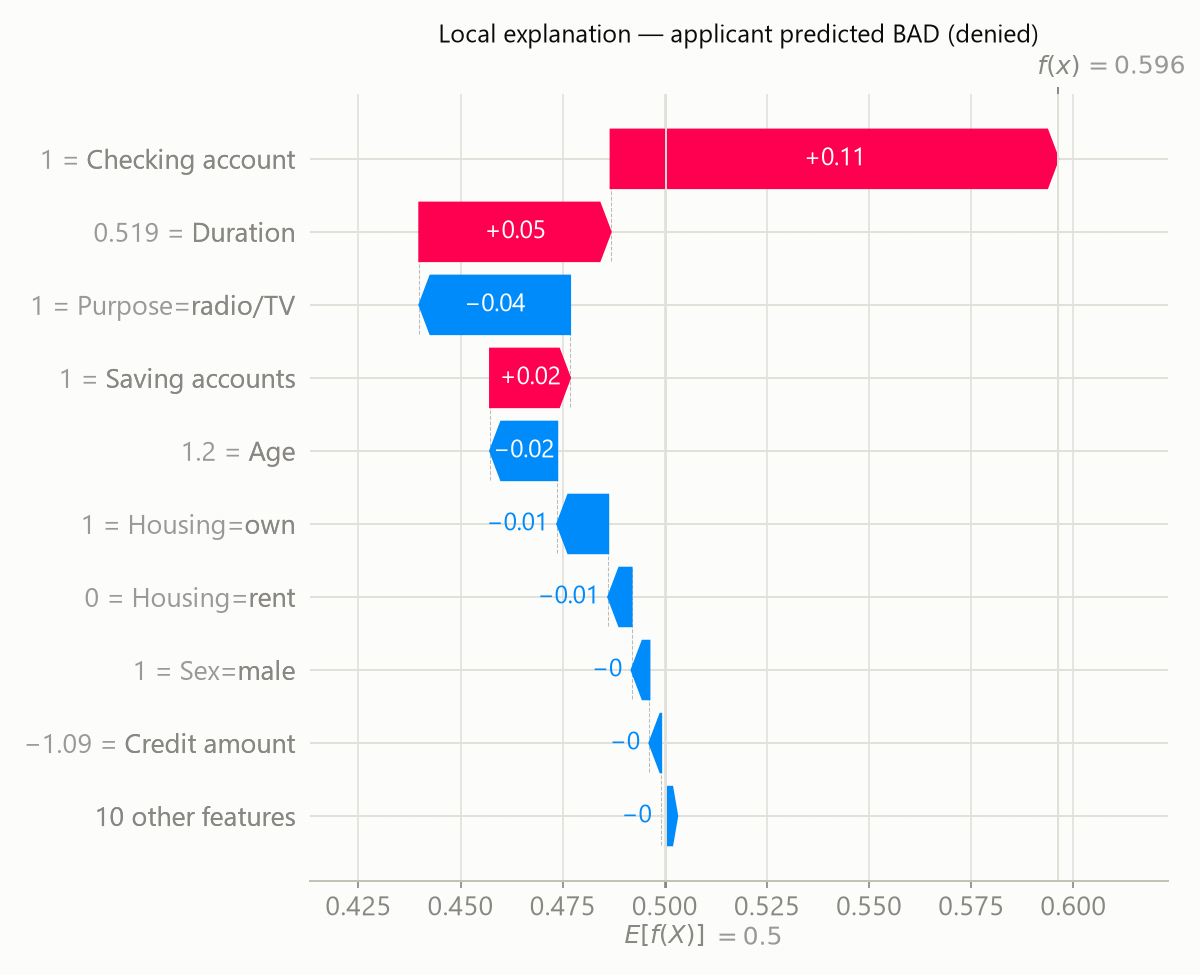 Local explanation — applicant predicted BAD (denied)
f(x) = 0.596
1 = Checking account
+0.11
0.519 = Duration
+0.05
1 = Purpose=radio/TV
−0.04
1 = Saving accounts
+0.02
1.2 = Age
−0.02
1 = Housing=own
−0.01
0 = Housing=rent
−0.01
1 = Sex=male
−0
−1.09 = Credit amount
−0
10 other features
−0
0.425 0.450 0.475 0.500 0.525 0.550 0.575 0.600
E[f(X)] = 0.5